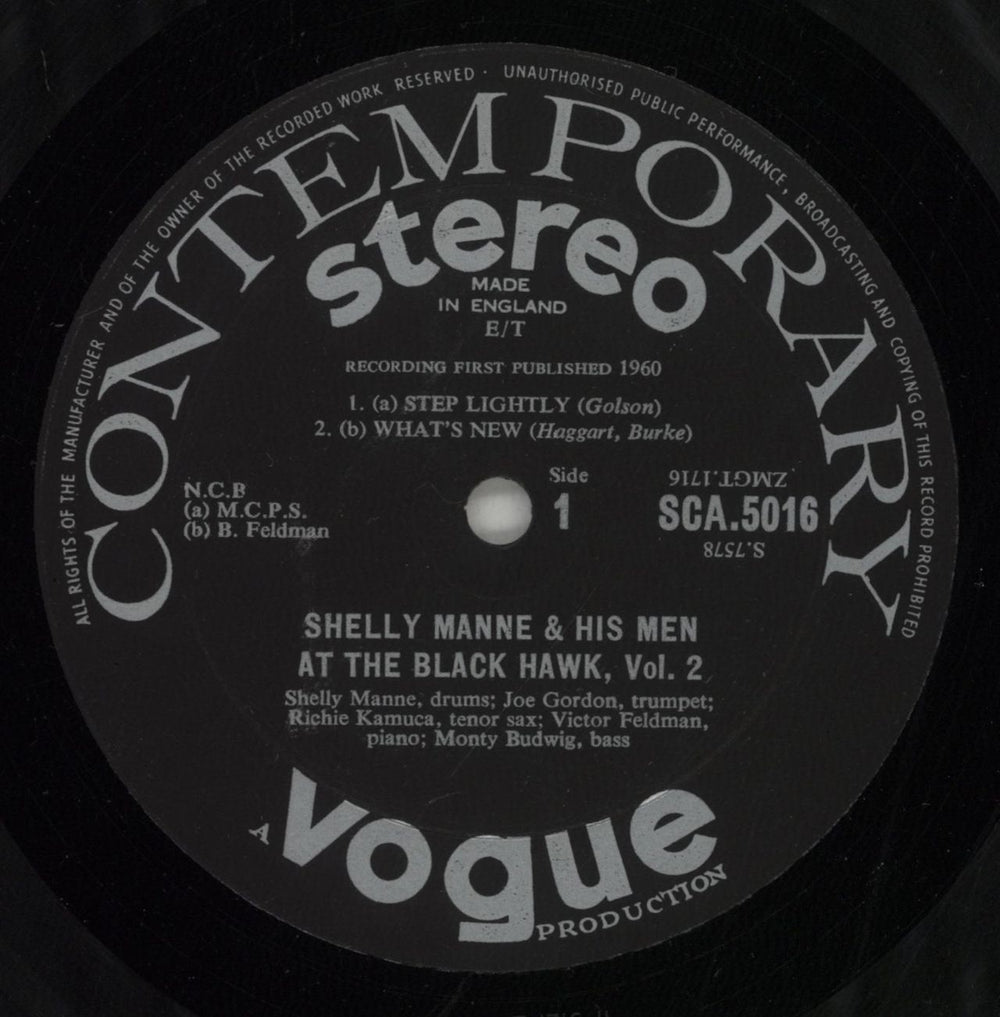 ALL RIGHTS OF THE MANUFACTURER AND OF THE OWNER OF THE RECORDED WORK RESERVED · UNAUTHORISED PUBLIC PERFORMANCE, BROADCASTING AND COPYING OF THIS RECORD PROHIBITED
CONTEMPORARY
stereo
MADE
IN ENGLAND
E/T
RECORDING FIRST PUBLISHED 1960
1. (a) STEP LIGHTLY (Golson)
2. (b) WHAT'S NEW (Haggart, Burke)
N.C.B
(a) M.C.P.S.
(b) B. Feldman
Side
1
ZMGT.1716
SCA.5016
S.7578
SHELLY MANNE & HIS MEN
AT THE BLACK HAWK, Vol. 2
Shelly Manne, drums; Joe Gordon, trumpet;
Richie Kamuca, tenor sax; Victor Feldman,
piano; Monty Budwig, bass
A vogue
PRODUCTION